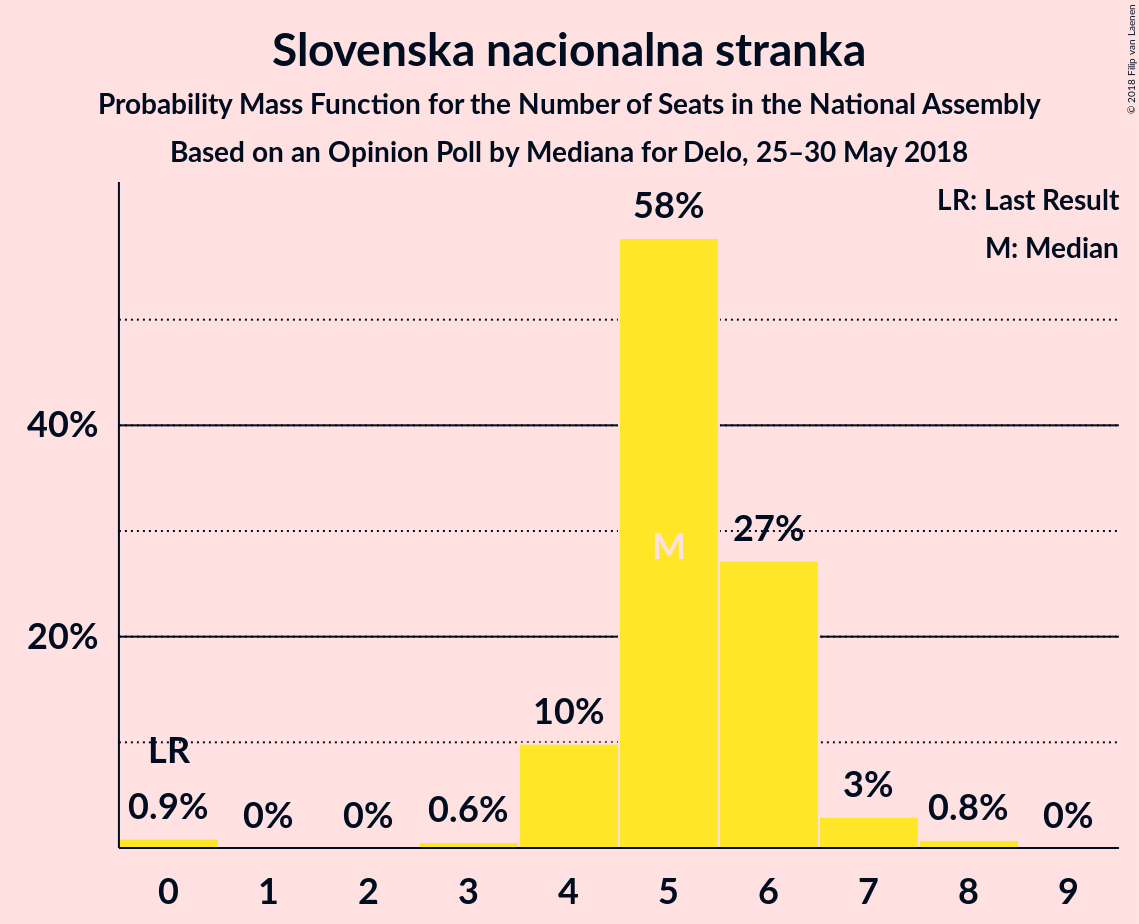 Slovenska nacionalna stranka
Probability Mass Function for the Number of Seats in the National Assembly
Based on an Opinion Poll by Mediana for Delo, 25–30 May 2018
© 2018 Filip van Laenen
LR: Last Result
M: Median
58%
40%
27%
M
20%
10%
LR
0.9%
0%
0%
0.6%
3%
0.8%
0%
0 1 2 3 4 5 6 7 8 9